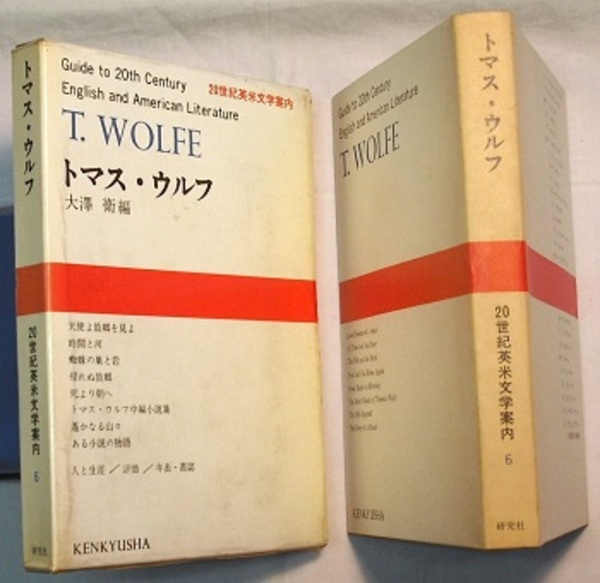 トマス・ウルフ
20世紀英米文学案内
6
研究社
Guide to 20th Century
English and American Literature
20世紀英米文学案内
T. WOLFE
トマス・ウルフ
大澤 衛編
天使よ故郷を見よ
時間と河
蜘蛛の巣と岩
帰れぬ故郷
死より朝へ
トマス・ウルフ中短小説集
遙かなる山々
ある小説の物語
人と生涯／評価／年表・書誌
KENKYUSHA
Guide to 20th Century
English and American Literature
T. WOLFE
KENKYUSHA
トマス・ウルフ
20世紀英米文学案内
6
研究社